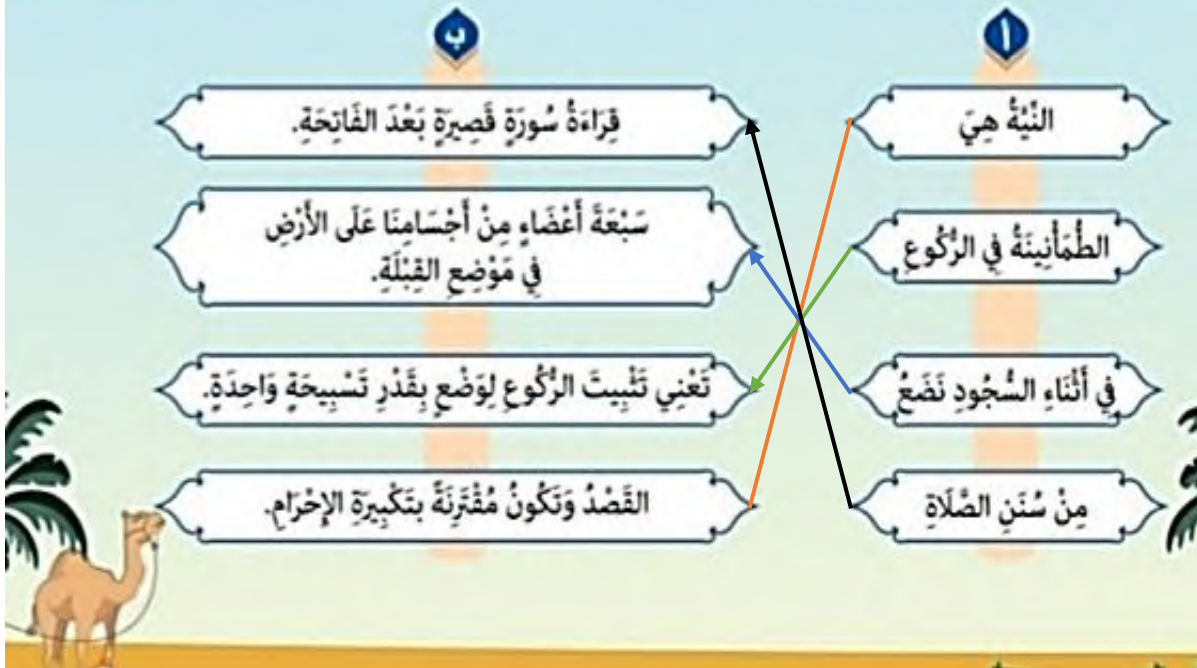 ا
ب
النِّيَّةُ هِيَ
قِرَاءَةُ سُورَةٍ قَصِيرَةٍ بَعْدَ الفَاتِحَةِ.
الطُّمَأْنِينَةُ فِي الرُّكُوعِ
سَبْعَةَ أَعْضَاءٍ مِنْ أَجْسَامِنَا عَلَى الأَرْضِ
فِي مَوْضِعِ القِبْلَةِ.
فِي أَثْنَاءِ السُّجُودِ نَضَعُ
تَعْنِي تَثْبِيتَ الرُّكُوعِ لِوَضْعٍ بِقَدْرِ تَسْبِيحَةٍ وَاحِدَةٍ.
مِنْ سُنَنِ الصَّلَاةِ
القَصْدُ وَتَكُونُ مُقْتَرِنَةً بِتَكْبِيرَةِ الإِحْرَامِ.